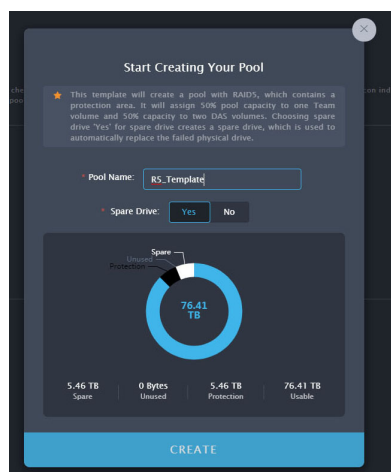 ×
Start Creating Your Pool
che
on ind
poo
★ This template will create a pool with RAID5, which contains a
protection area. It will assign 50% pool capacity to one Team
volume and 50% capacity to two DAS volumes. Choosing spare
drive 'Yes' for spare drive creates a spare drive, which is used to
automatically replace the failed physical drive.
* Pool Name: R5_Template
* Spare Drive: Yes No
Spare
Unused
Protection
76.41
TB
5.46 TB 0 Bytes 5.46 TB 76.41 TB
Spare Unused Protection Usable
CREATE